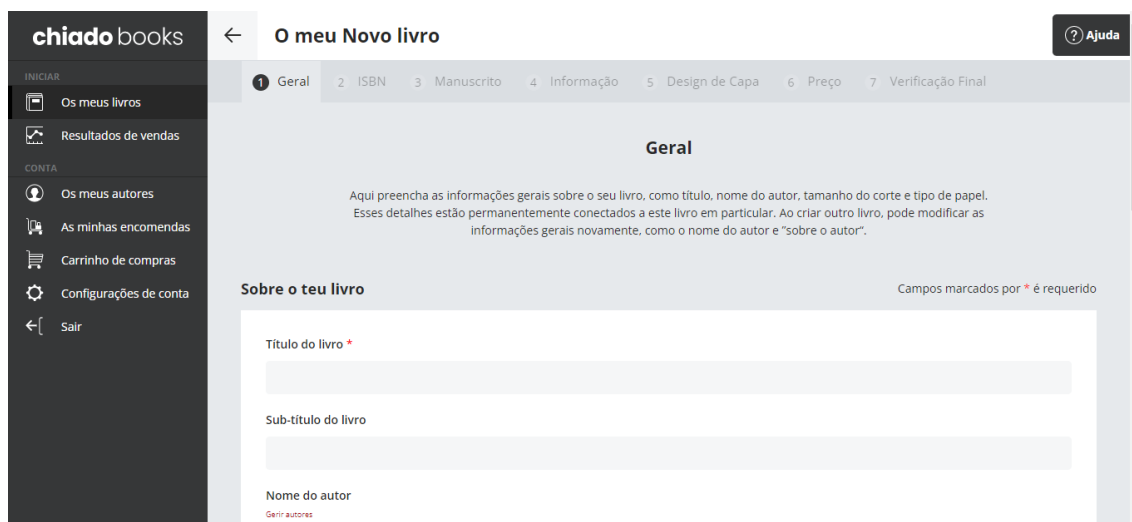 chiado books
INICIAR
Os meus livros
Resultados de vendas
CONTA
Os meus autores
As minhas encomendas
Carrinho de compras
Configurações de conta
Sair
O meu Novo livro
? Ajuda
1 Geral 2 ISBN 3 Manuscrito 4 Informação 5 Design de Capa 6 Preço 7 Verificação Final
Geral
Aqui preencha as informações gerais sobre o seu livro, como título, nome do autor, tamanho do corte e tipo de papel.
Esses detalhes estão permanentemente conectados a este livro em particular. Ao criar outro livro, pode modificar as
informações gerais novamente, como o nome do autor e "sobre o autor".
Sobre o teu livro
Campos marcados por * é requerido
Título do livro *
Sub-título do livro
Nome do autor
Gerir autores